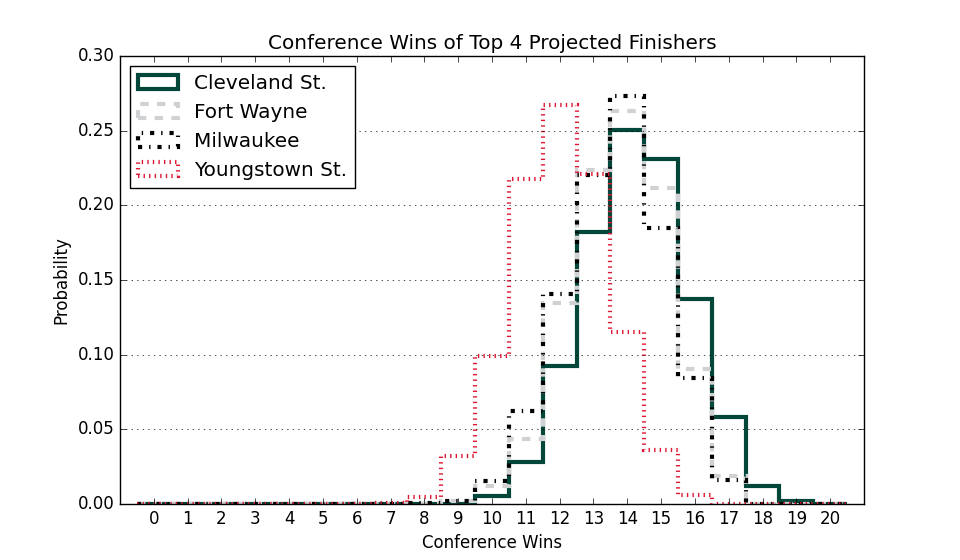 Conference Wins of Top 4 Projected Finishers
0.30
0.25
0.20
0.15
0.10
0.05
0.00
Probability
Cleveland St.
Fort Wayne
Milwaukee
Youngstown St.
0 1 2 3 4 5 6 7 8 9 10 11 12 13 14 15 16 17 18 19 20
Conference Wins